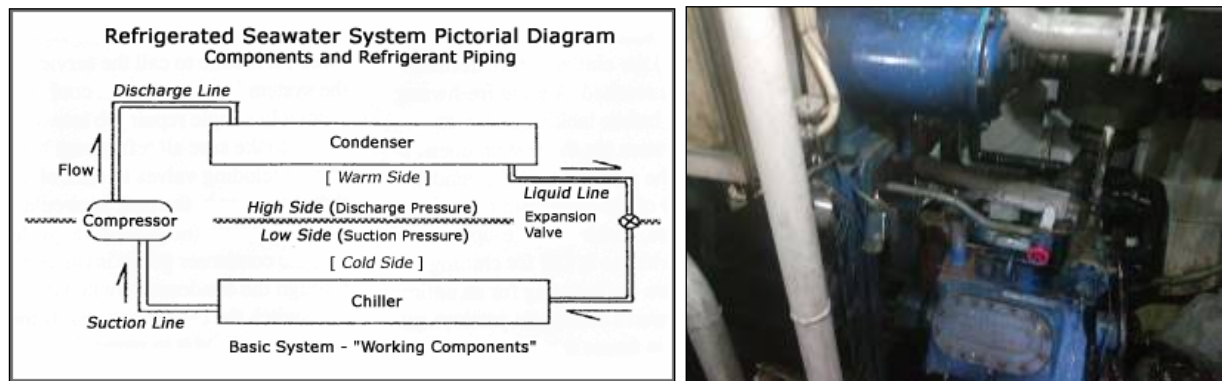 Refrigerated Seawater System Pictorial Diagram
Components and Refrigerant Piping
Discharge Line
Condenser
Flow
[ Warm Side ]
Liquid Line
Compressor
High Side (Discharge Pressure)
Expansion
Valve
Low Side (Suction Pressure)
[ Cold Side ]
Chiller
Suction Line
Basic System - "Working Components"